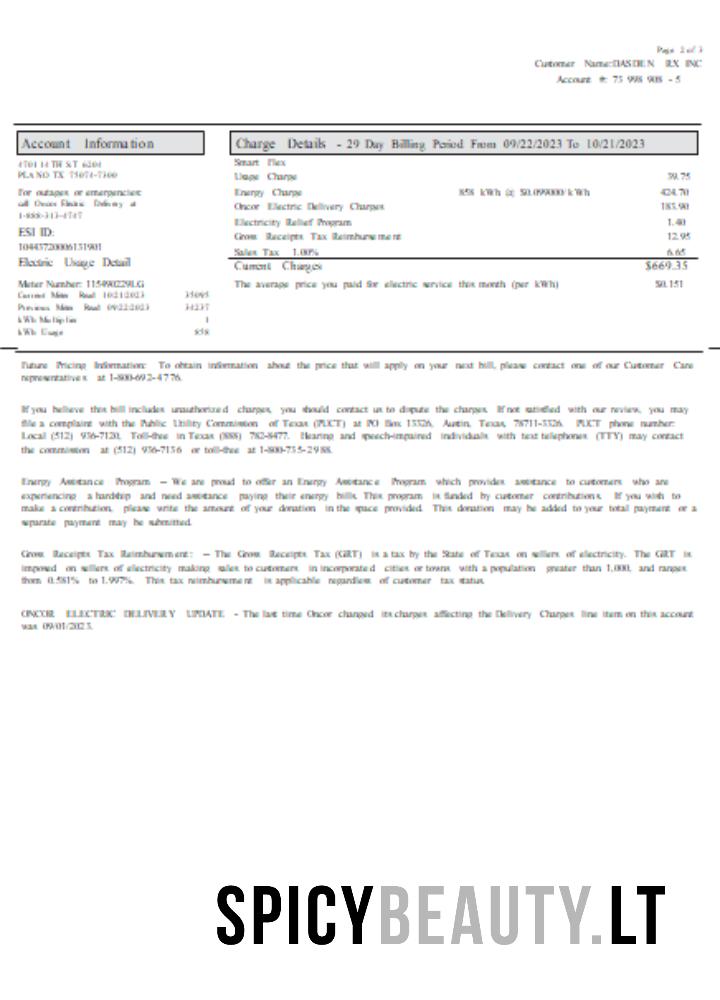 Page 2 of 3
Customer Name:DASDEN RX INC
Account #: 73 998 908 - 5
Account Information
4701 14TH ST 6204
PLANO TX 75074-7300
For outages or emergencies:
call Oncor Electric Delivery at
1-888-313-4747
ESI ID:
10443720006131901
Electric Usage Detail
Meter Number: 115490229LG
Current Meter Read 10/21/2023 35095
Previous Meter Read 09/22/2023 34237
kWh Multiplier 1
kWh Usage 858
Charge Details - 29 Day Billing Period From 09/22/2023 To 10/21/2023
Smart Flex
Usage Charge 39.75
Energy Charge 858 kWh @ $0.099000/kWh 424.70
Oncor Electric Delivery Charges 183.90
Electricity Relief Program 1.40
Gross Receipts Tax Reimbursement 12.95
Sales Tax 1.00% 6.65
Current Charges $669.35
The average price you paid for electric service this month (per kWh) $0.151
Future Pricing Information: To obtain information about the price that will apply on your next bill, please contact one of our Customer Care
representatives at 1-800-692-4776.
If you believe this bill includes unauthorized charges, you should contact us to dispute the charges. If not satisfied with our review, you may
file a complaint with the Public Utility Commission of Texas (PUCT) at PO Box 13326, Austin, Texas, 78711-3326. PUCT phone number:
Local (512) 936-7120, Toll-free in Texas (888) 782-8477. Hearing and speech-impaired individuals with text telephones (TTY) may contact
the commission at (512) 936-7136 or toll-free at 1-800-735-2988.
Energy Assistance Program – We are proud to offer an Energy Assistance Program which provides assistance to customers who are
experiencing a hardship and need assistance paying their energy bills. This program is funded by customer contributions. If you wish to
make a contribution, please write the amount of your donation in the space provided. This donation may be added to your total payment or a
separate payment may be submitted.
Gross Receipts Tax Reimbursement: – The Gross Receipts Tax (GRT) is a tax by the State of Texas on sellers of electricity. The GRT is
imposed on sellers of electricity making sales to customers in incorporated cities or towns with a population greater than 1,000, and ranges
from 0.581% to 1.997%. This tax reimbursement is applicable regardless of customer tax status.
ONCOR ELECTRIC DELIVERY UPDATE - The last time Oncor changed its charges affecting the Delivery Charges line item on this account
was 09/01/2023.
SPICYBEAUTY.LT